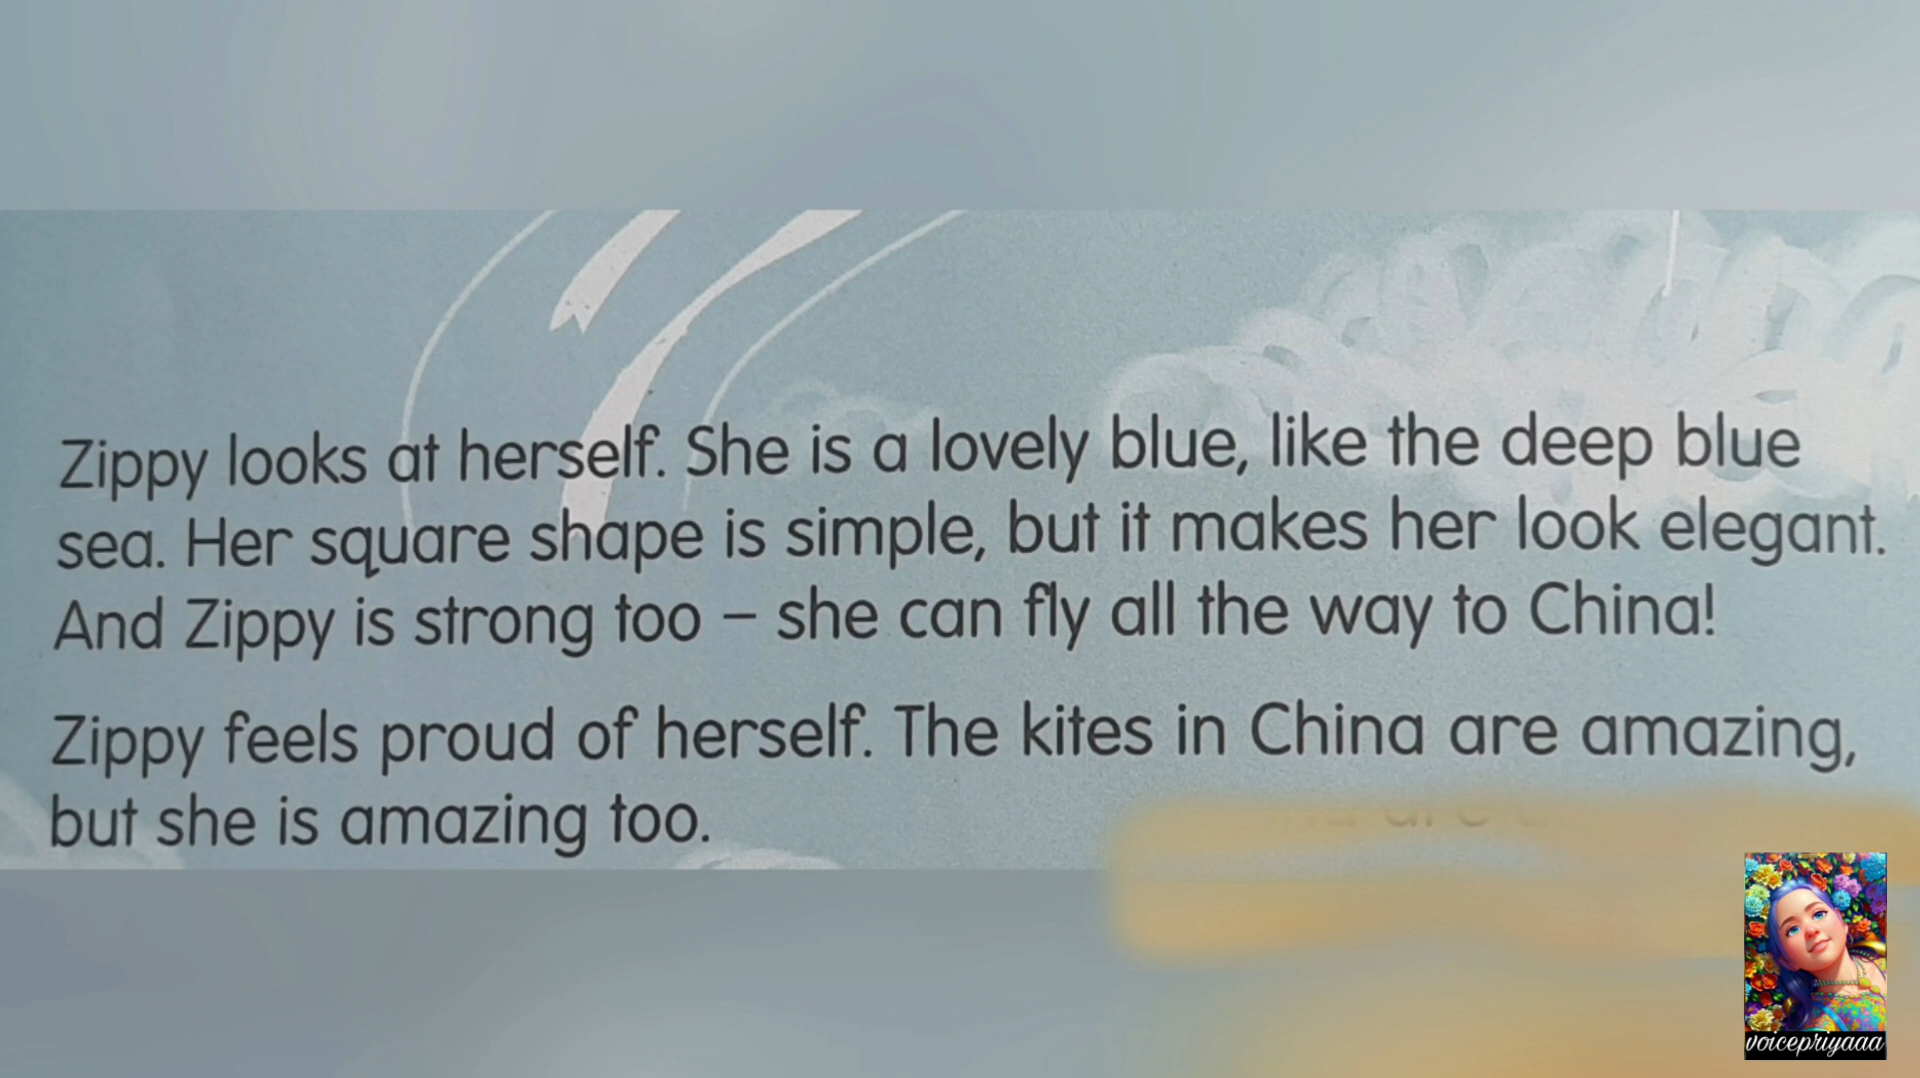 Zippy looks at herself. She is a lovely blue, like the deep blue
sea. Her square shape is simple, but it makes her look elegant.
And Zippy is strong too – she can fly all the way to China!
Zippy feels proud of herself. The kites in China are amazing,
but she is amazing too.
voicepriyaaa